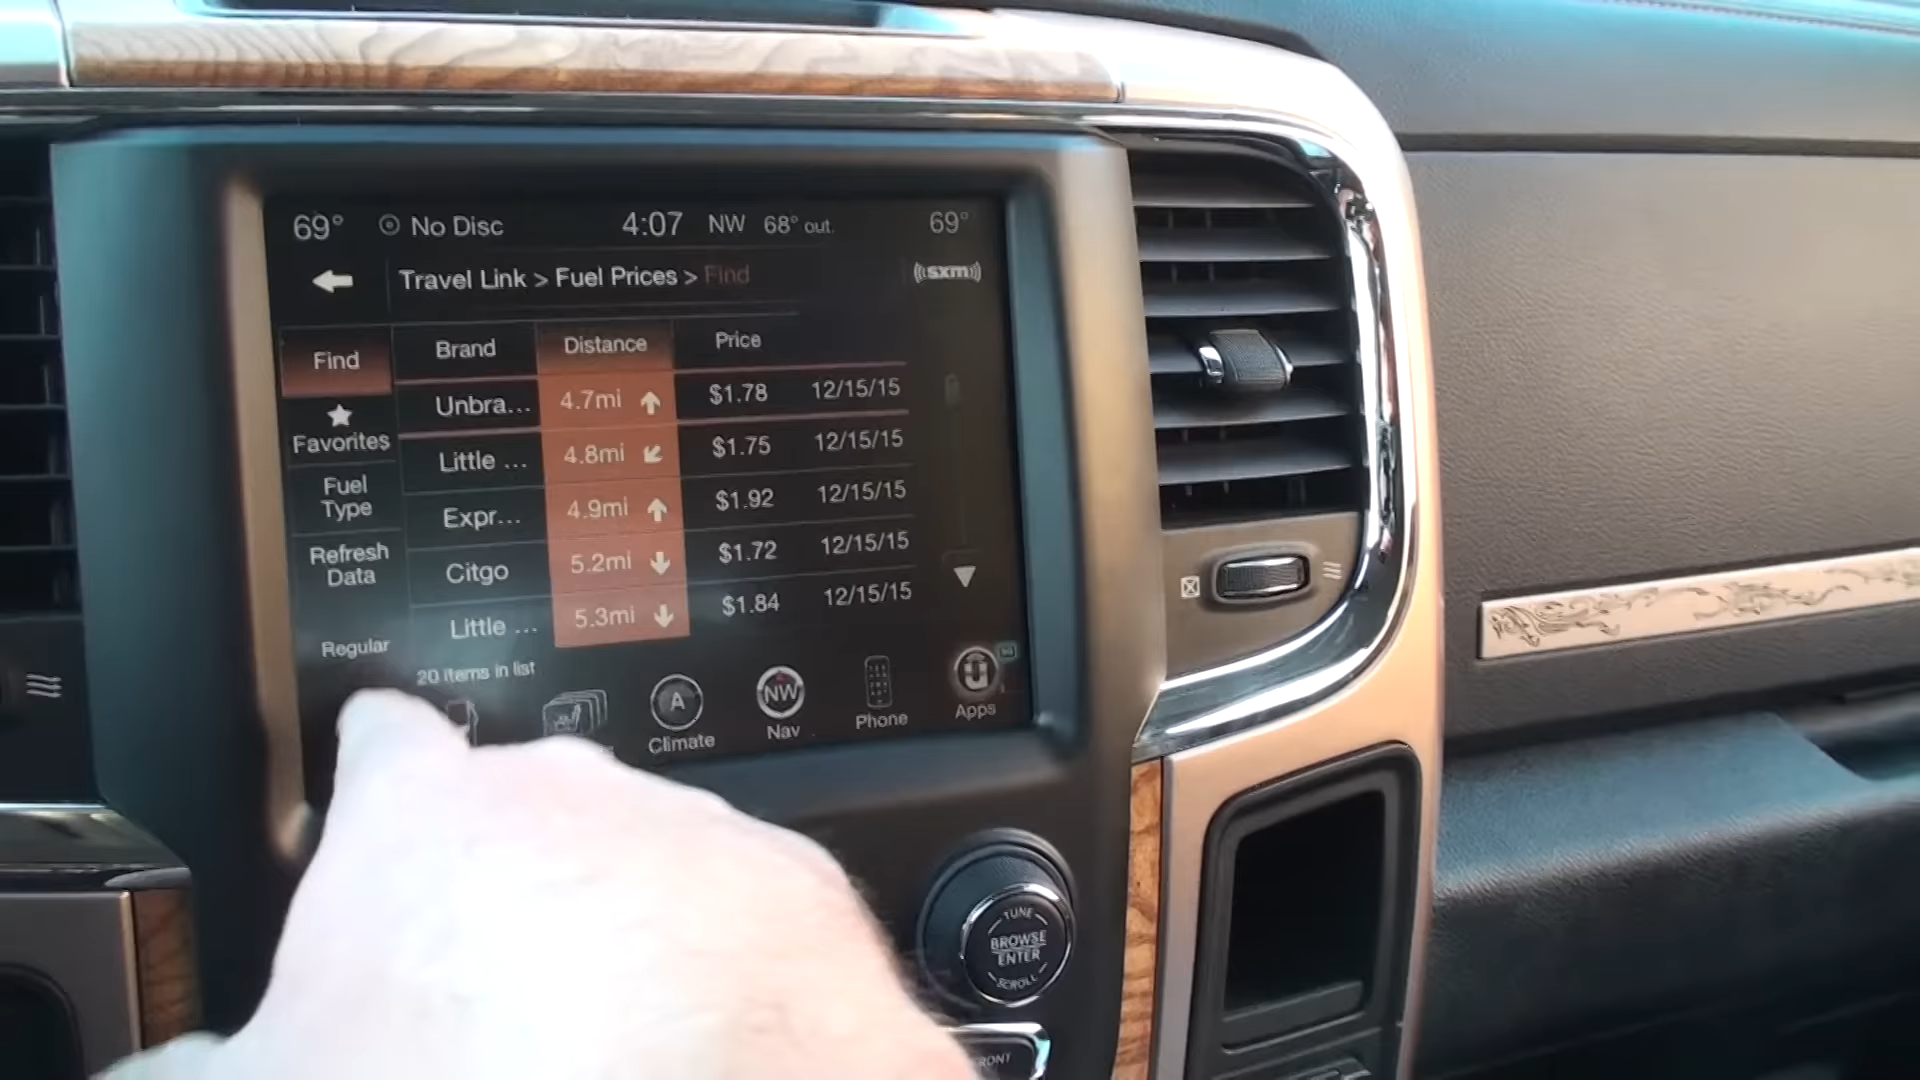 69° No Disc 4:07 NW 68° out. 69°
Travel Link > Fuel Prices > Find
((sxm))
Find
Favorites
Fuel
Type
Refresh
Data
Regular
Brand Distance Price
Unbra... 4.7mi $1.78 12/15/15
Little ... 4.8mi $1.75 12/15/15
Expr... 4.9mi $1.92 12/15/15
Citgo 5.2mi $1.72 12/15/15
Little ... 5.3mi $1.84 12/15/15
20 items in list
A
Climate
NW
Nav
Phone
Apps
TUNE
BROWSE
ENTER
SCROLL